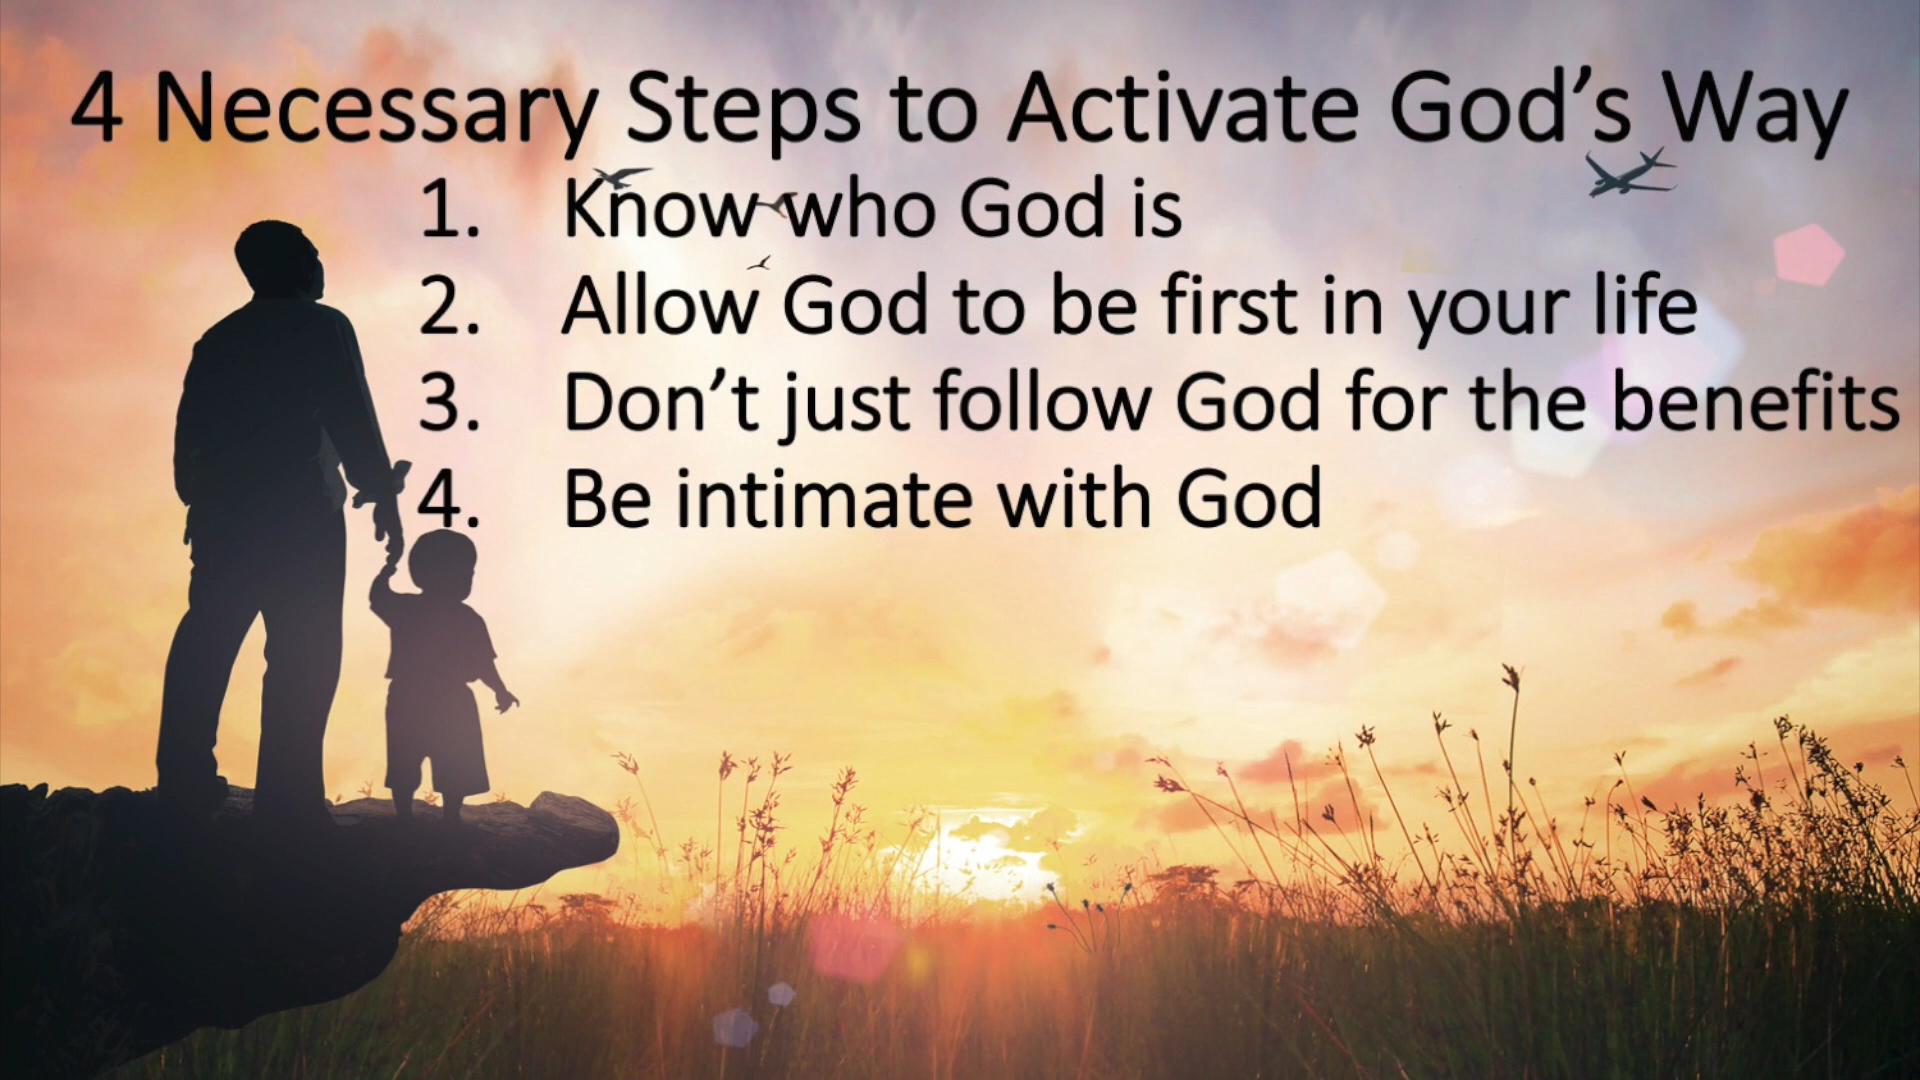 4 Necessary Steps to Activate God’s Way
1. Know who God is
2. Allow God to be first in your life
3. Don’t just follow God for the benefits
4. Be intimate with God